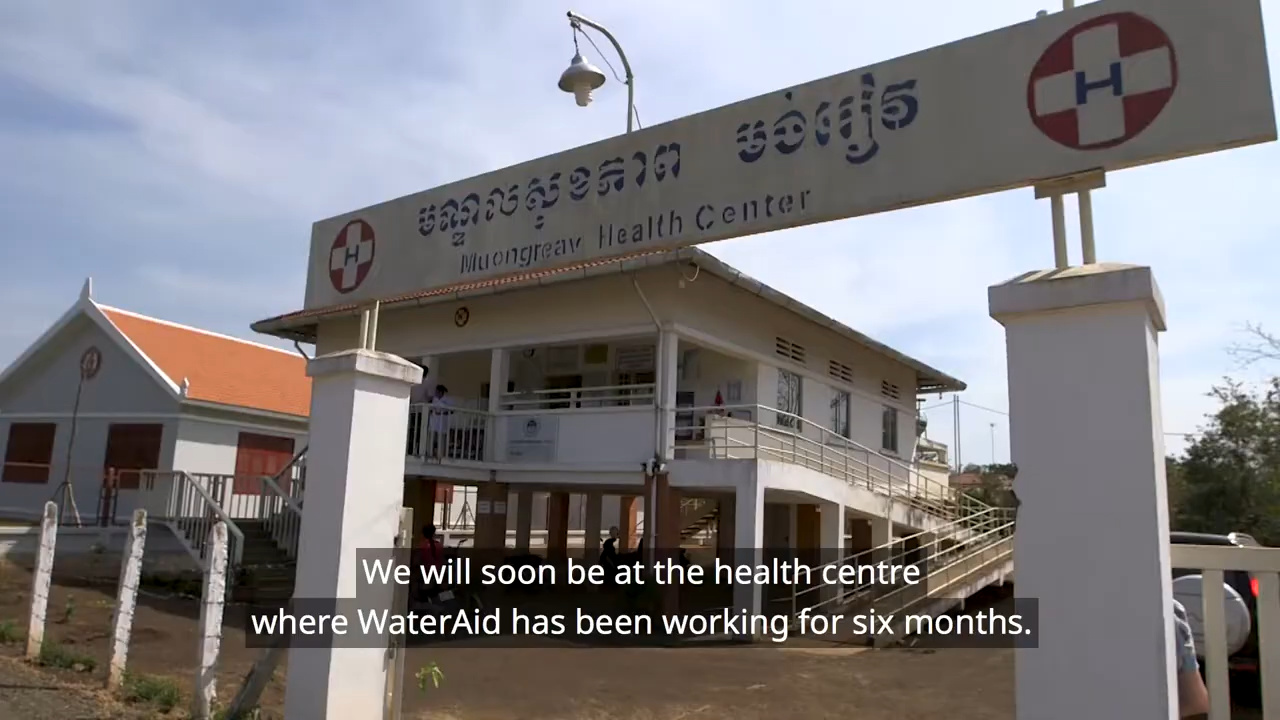 មណ្ឌលសុខភាព មង់រៀវ
Muongreav Health Center
H
H
We will soon be at the health centre
where WaterAid has been working for six months.